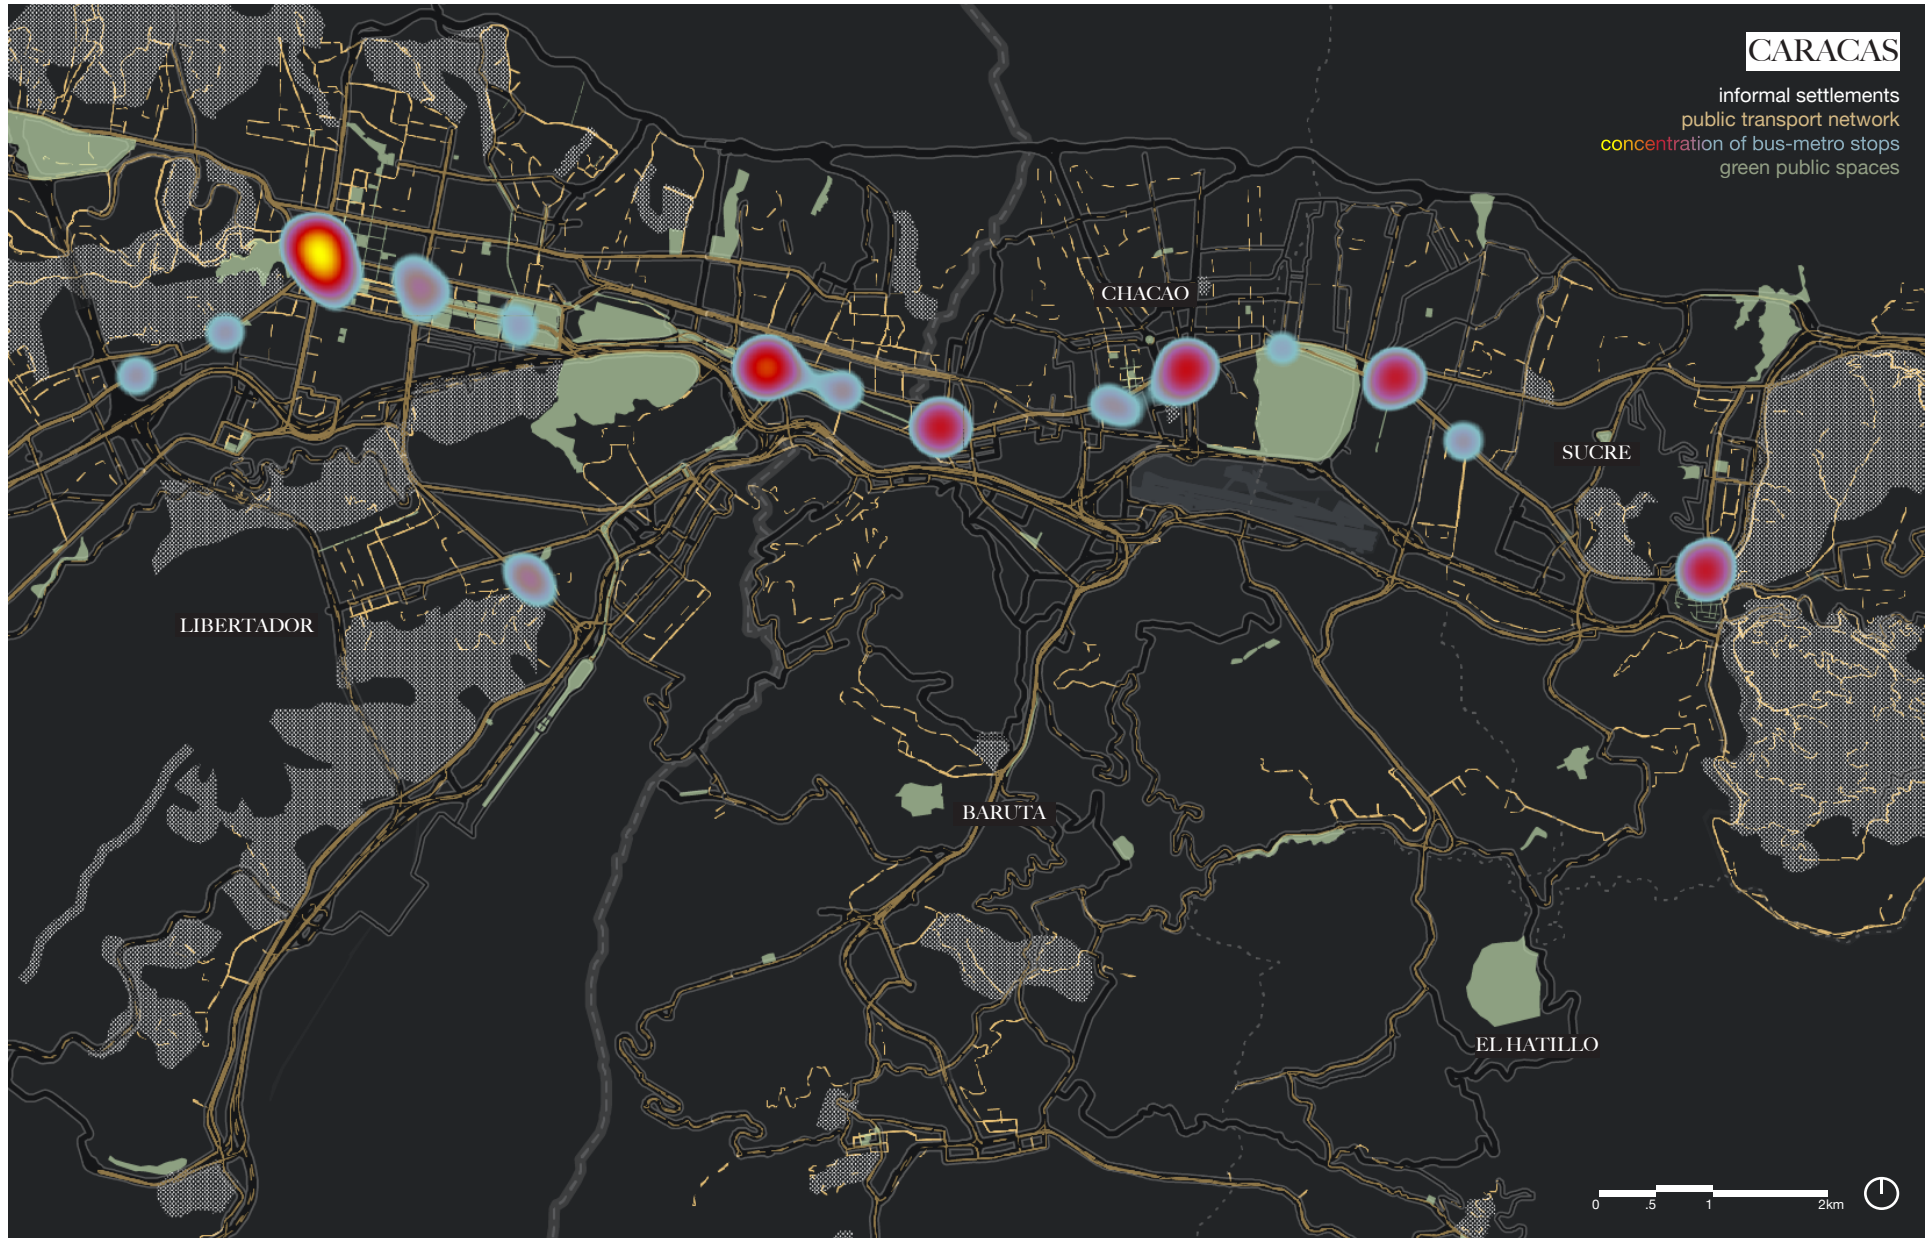 CARACAS
informal settlements
public transport network
concentration of bus-metro stops
green public spaces
CHACAO
SUCRE
LIBERTADOR
BARUTA
EL HATILLO
0 .5 1 2km